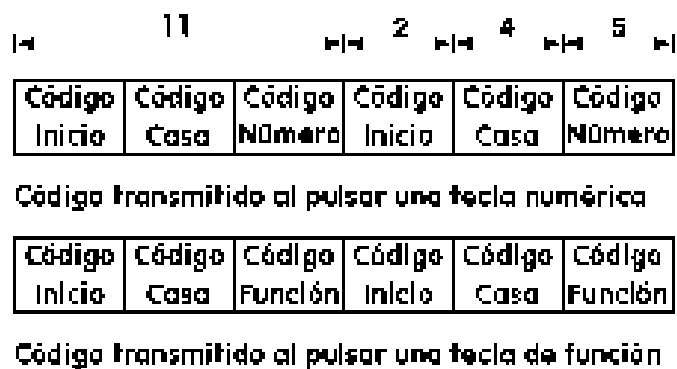 11 2 4 5
Código Código Código Código Código Código
Inicio Casa Número Inicio Casa Número
Código transmitido al pulsar una tecla numérica
Código Código Código Código Código Código
Inicio Casa Función Inicio Casa Función
Código transmitido al pulsar una tecla de función